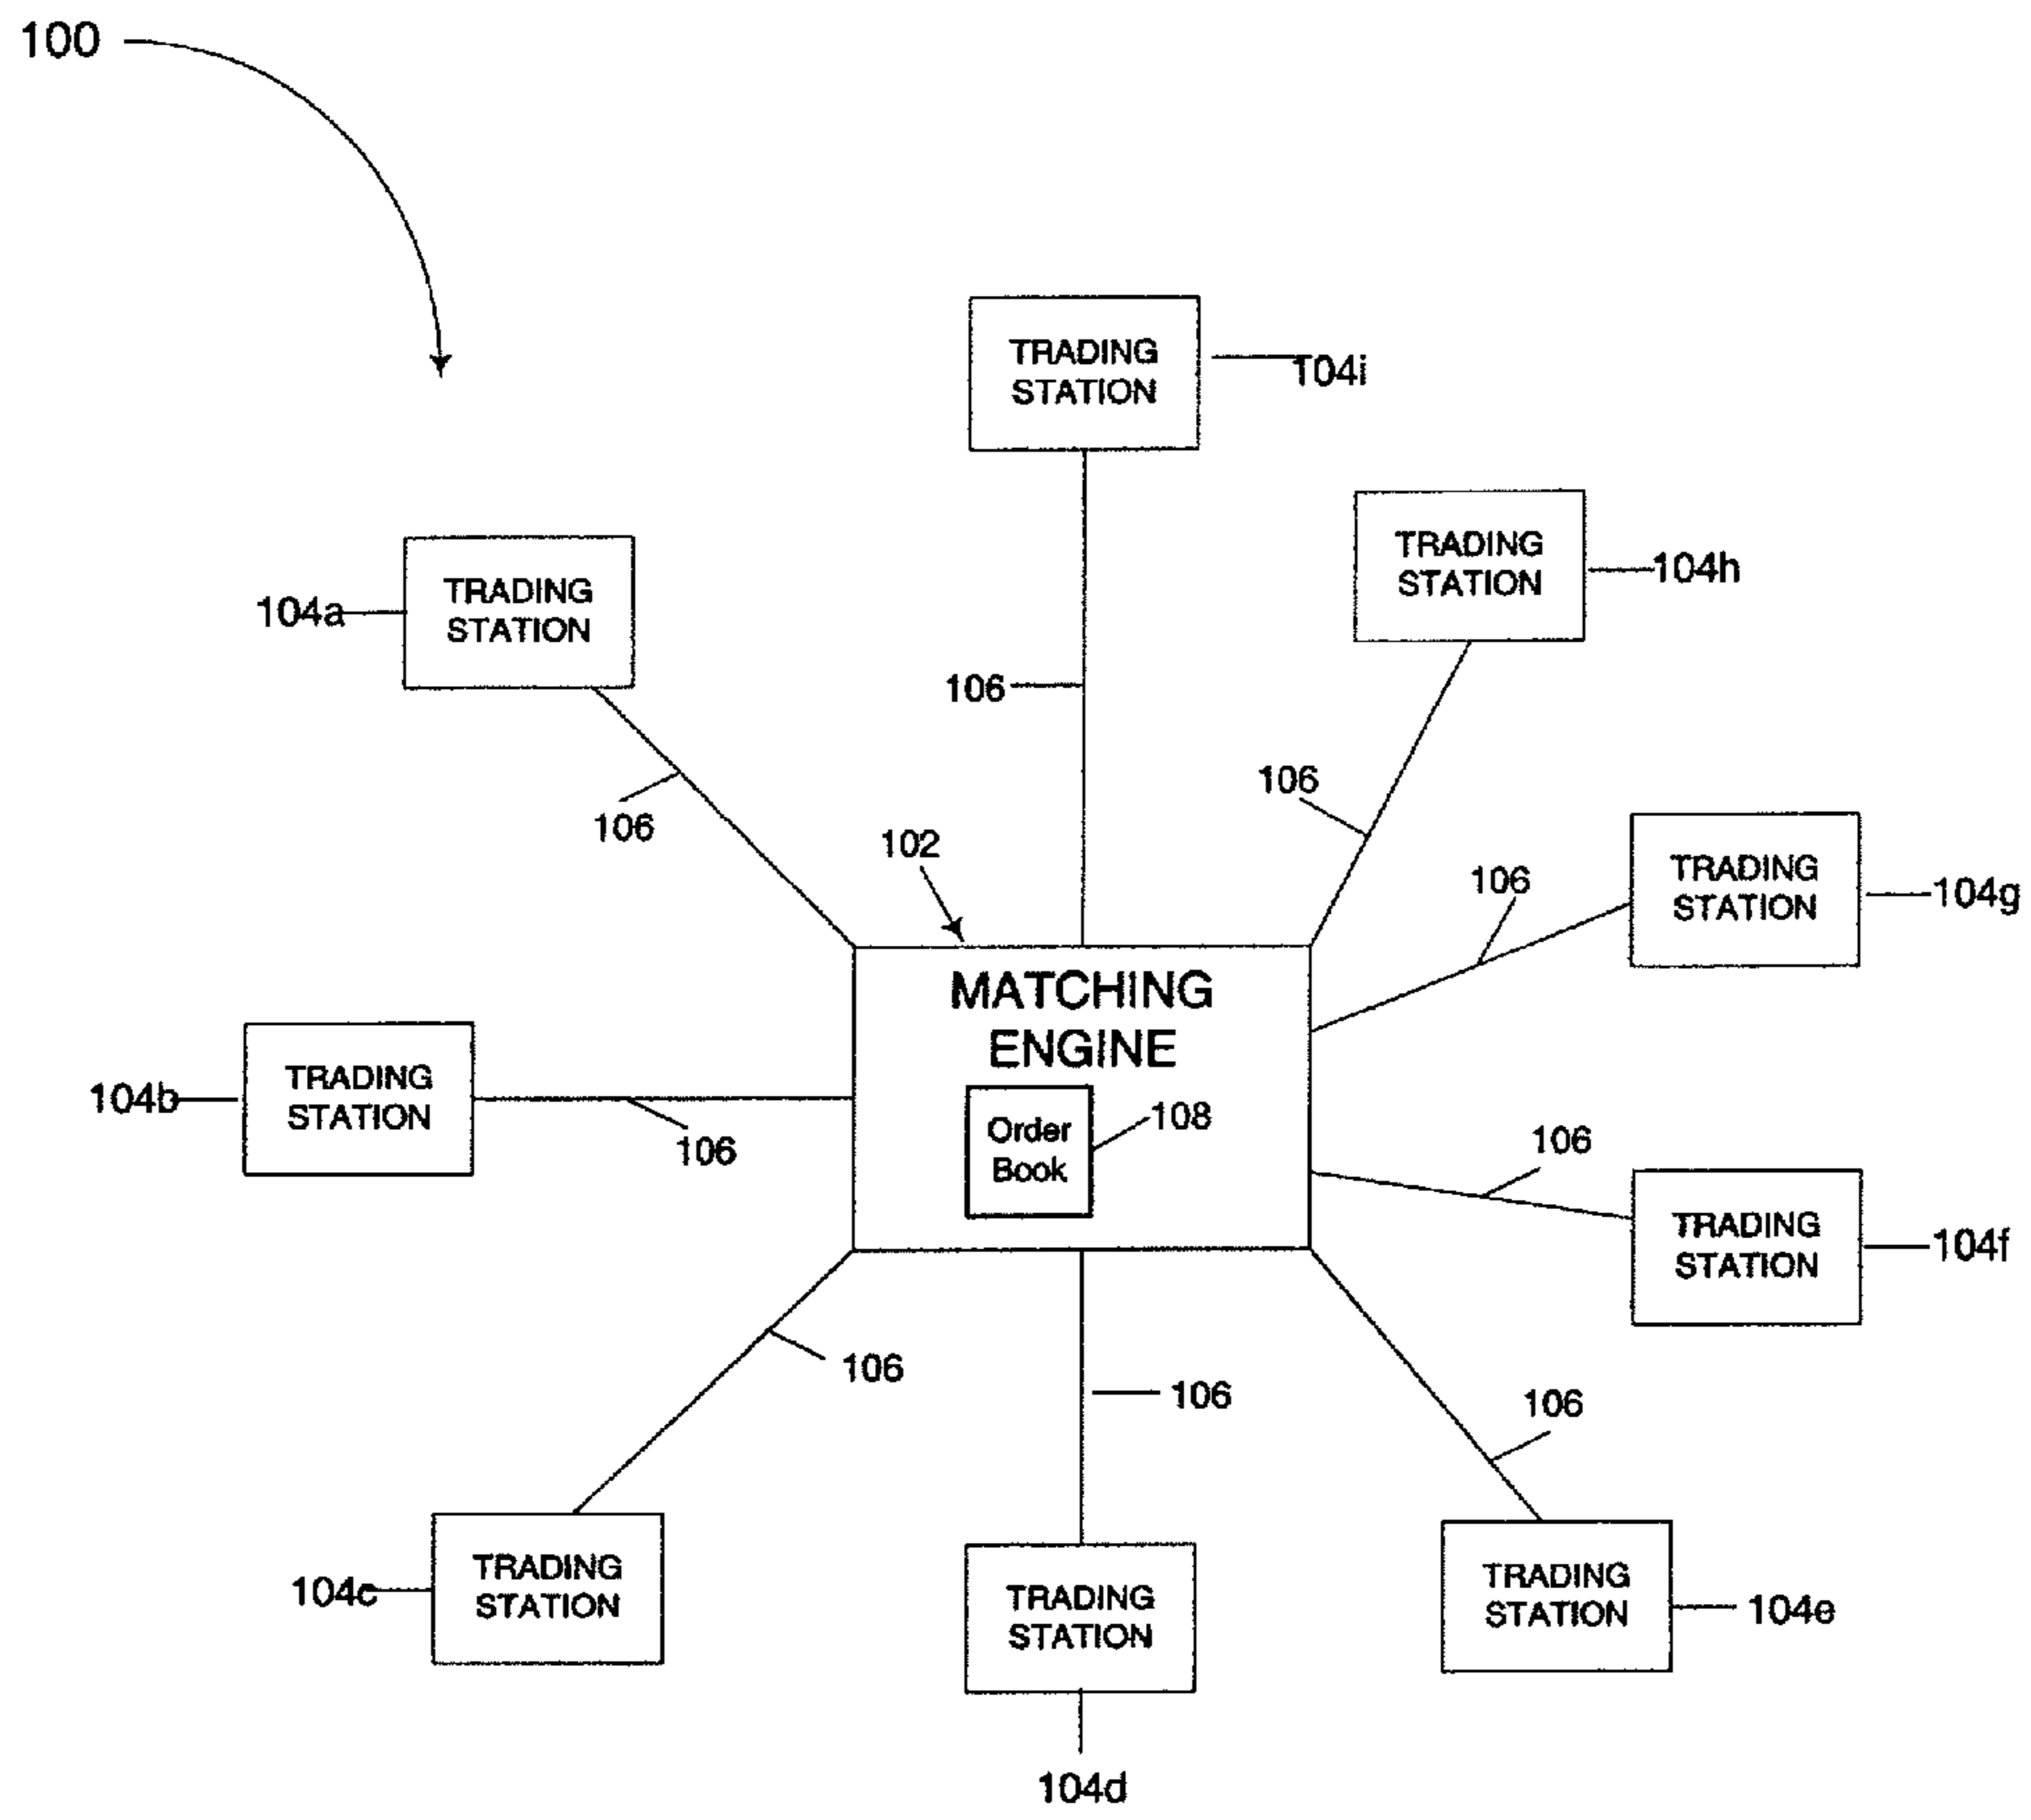 100
TRADING
STATION
104i
TRADING
STATION
104h
TRADING
STATION
104a
106
106
106
102
TRADING
STATION
104g
106
MATCHING
ENGINE
Order
Book
108
TRADING
STATION
104b
106
106
TRADING
STATION
104f
106
106
106
TRADING
STATION
104c
TRADING
STATION
104d
TRADING
STATION
104e